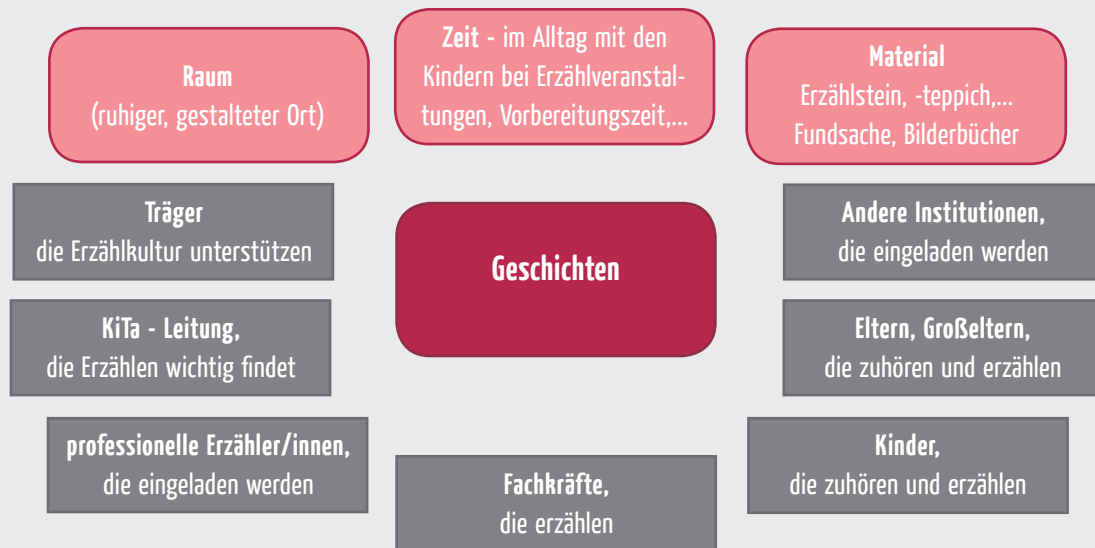 Raum
(ruhiger, gestalteter Ort)
Zeit - im Alltag mit den
Kindern bei Erzählveranstal-
tungen, Vorbereitungszeit,...
Material
Erzählstein, -teppich,...
Fundsache, Bilderbücher
Träger
die Erzählkultur unterstützen
Geschichten
Andere Institutionen,
die eingeladen werden
KiTa - Leitung,
die Erzählen wichtig findet
Eltern, Großeltern,
die zuhören und erzählen
professionelle Erzähler/innen,
die eingeladen werden
Fachkräfte,
die erzählen
Kinder,
die zuhören und erzählen